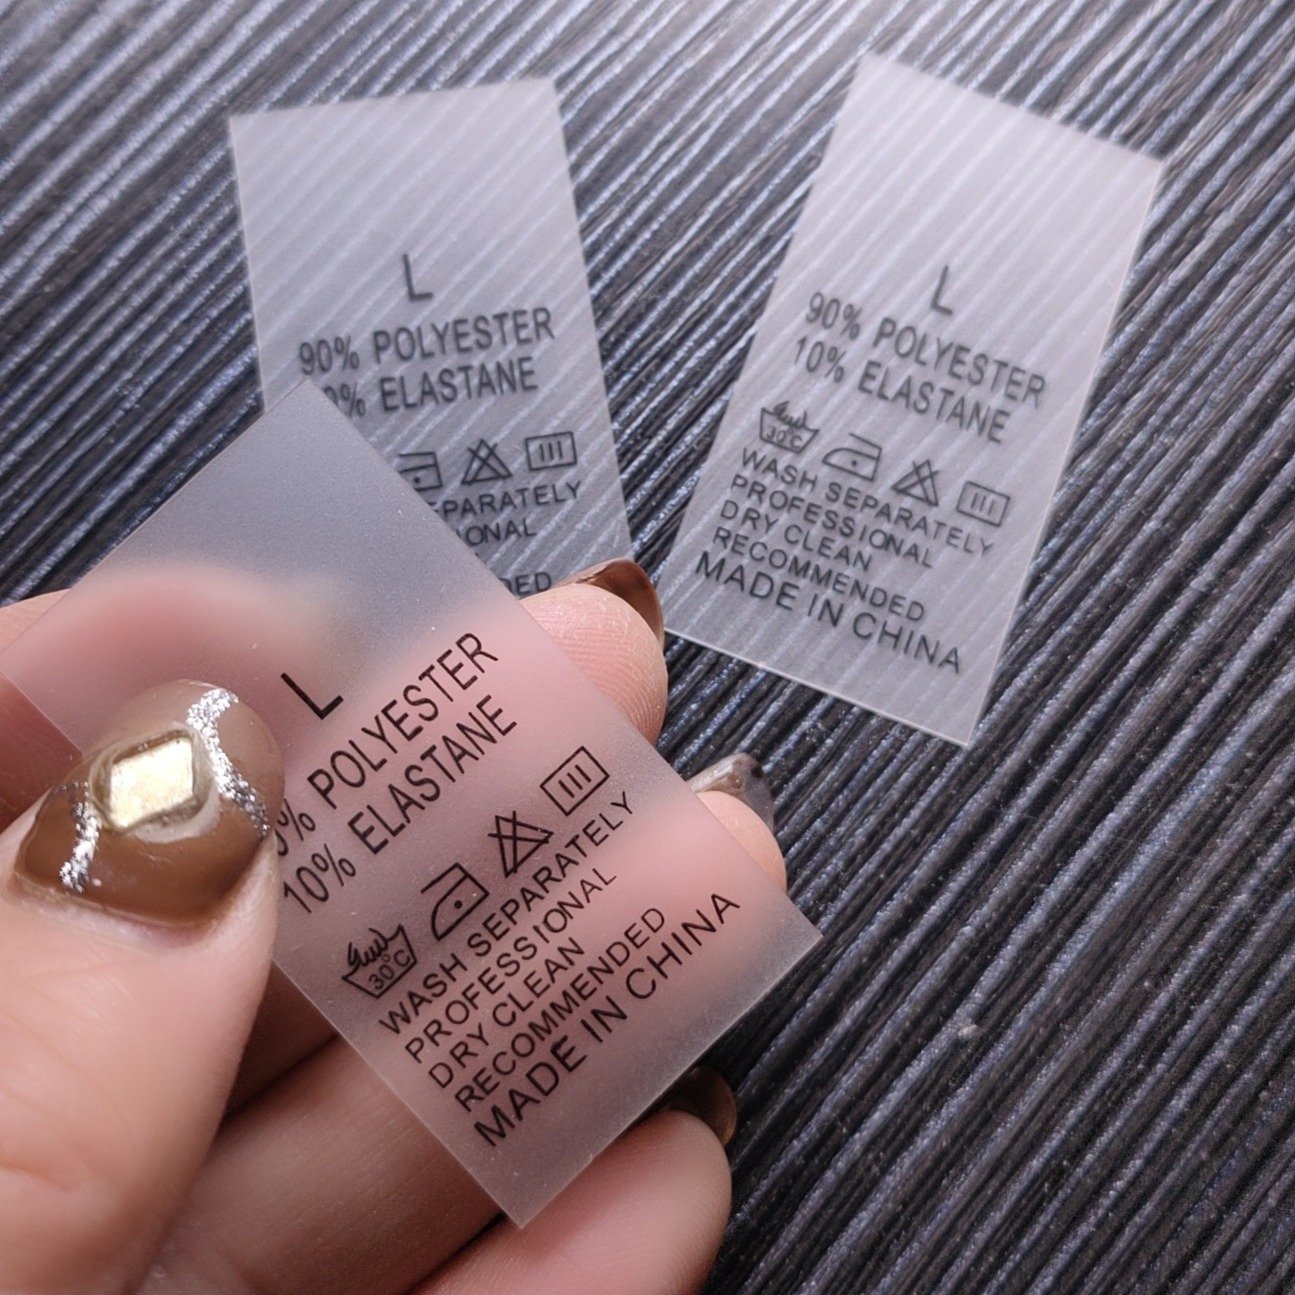 L
90% POLYESTER
% ELASTANE
SEPARATELY
L
90% POLYESTER
10% ELASTANE
30°C
WASH SEPARATELY
PROFESSIONAL
DRY CLEAN
RECOMMENDED
MADE IN CHINA
L
% POLYESTER
10% ELASTANE
30°C
WASH SEPARATELY
PROFESSIONAL
DRY CLEAN
RECOMMENDED
MADE IN CHINA